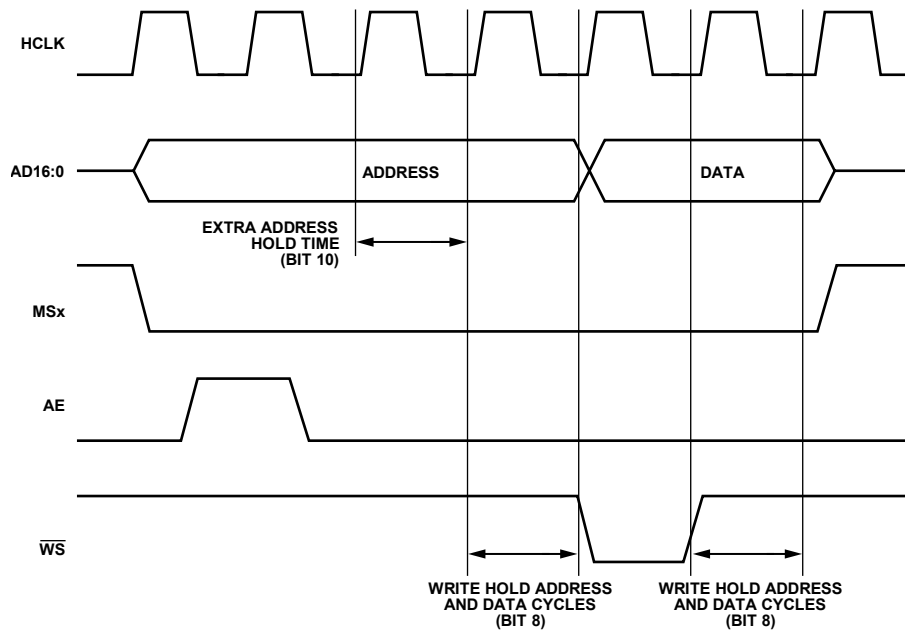 HCLK
AD16:0
ADDRESS
DATA
EXTRA ADDRESS
HOLD TIME
(BIT 10)
MSx
AE
WS
WRITE HOLD ADDRESS
AND DATA CYCLES
(BIT 8)
WRITE HOLD ADDRESS
AND DATA CYCLES
(BIT 8)